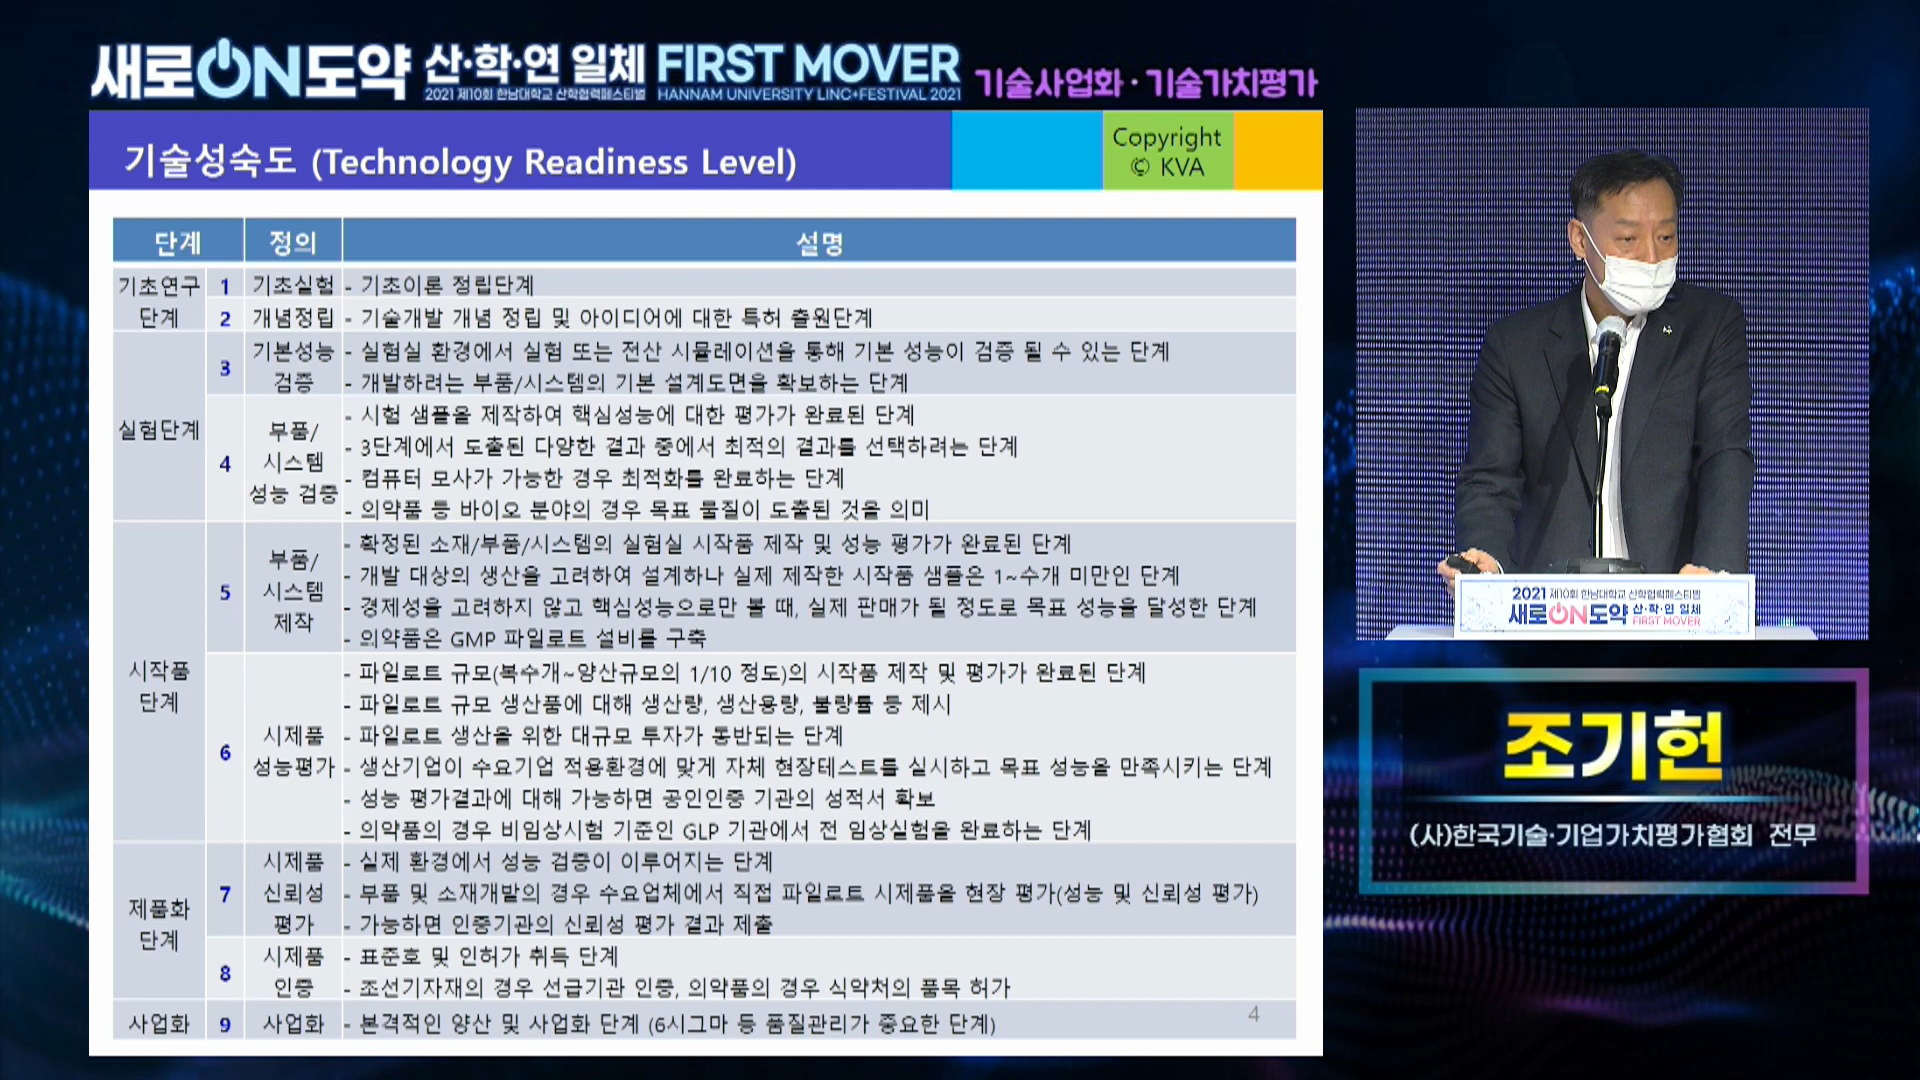 새로ON도약 산·학·연 일체 FIRST MOVER 기술사업화·기술가치평가
2021 제10회 한남대학교 산학협력페스티벌 HANNAM UNIVERSITY LINC+FESTIVAL 2021
기술성숙도 (Technology Readiness Level)
Copyright
© KVA
단계 정의 설명
기초연구
단계
1 기초실험 - 기초이론 정립단계
2 개념정립 - 기술개발 개념 정립 및 아이디어에 대한 특허 출원단계
실험단계
3 기본성능
검증
- 실험실 환경에서 실험 또는 전산 시뮬레이션을 통해 기본 성능이 검증 될 수 있는 단계
- 개발하려는 부품/시스템의 기본 설계도면을 확보하는 단계
4 부품/
시스템
성능 검증
- 시험 샘플을 제작하여 핵심성능에 대한 평가가 완료된 단계
- 3단계에서 도출된 다양한 결과 중에서 최적의 결과를 선택하려는 단계
- 컴퓨터 모사가 가능한 경우 최적화를 완료하는 단계
- 의약품 등 바이오 분야의 경우 목표 물질이 도출된 것을 의미
시작품
단계
5 부품/
시스템
제작
- 확정된 소재/부품/시스템의 실험실 시작품 제작 및 성능 평가가 완료된 단계
- 개발 대상의 생산을 고려하여 설계하나 실제 제작한 시작품 샘플은 1~수개 미만인 단계
- 경제성을 고려하지 않고 핵심성능으로만 볼 때, 실제 판매가 될 정도로 목표 성능을 달성한 단계
- 의약품은 GMP 파일로트 설비를 구축
6 시제품
성능평가
- 파일로트 규모(복수개~양산규모의 1/10 정도)의 시작품 제작 및 평가가 완료된 단계
- 파일로트 규모 생산품에 대해 생산량, 생산용량, 불량률 등 제시
- 파일로트 생산을 위한 대규모 투자가 동반되는 단계
- 생산기업이 수요기업 적용환경에 맞게 자체 현장테스트를 실시하고 목표 성능을 만족시키는 단계
- 성능 평가결과에 대해 가능하면 공인인증 기관의 성적서 확보
- 의약품의 경우 비임상시험 기준인 GLP 기관에서 전 임상실험을 완료하는 단계
제품화
단계
7 시제품
신뢰성
평가
- 실제 환경에서 성능 검증이 이루어지는 단계
- 부품 및 소재개발의 경우 수요업체에서 직접 파일로트 시제품을 현장 평가(성능 및 신뢰성 평가)
- 가능하면 인증기관의 신뢰성 평가 결과 제출
8 시제품
인증
- 표준호 및 인허가 취득 단계
- 조선기자재의 경우 선급기관 인증, 의약품의 경우 식약처의 품목 허가
사업화 9 사업화 - 본격적인 양산 및 사업화 단계 (6시그마 등 품질관리가 중요한 단계)
4
2021 제10회 한남대학교 산학협력페스티벌
새로ON도약 산·학·연 일체 FIRST MOVER
조기헌
(사)한국기술·기업가치평가협회 전무